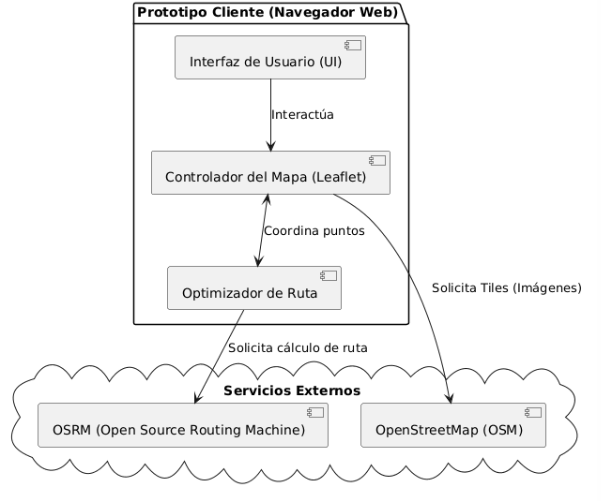 Prototipo Cliente (Navegador Web)
Interfaz de Usuario (UI)
Interactúa
Controlador del Mapa (Leaflet)
Coordina puntos
Optimizador de Ruta
Solicita Tiles (Imágenes)
Solicita cálculo de ruta
Servicios Externos
OSRM (Open Source Routing Machine)
OpenStreetMap (OSM)